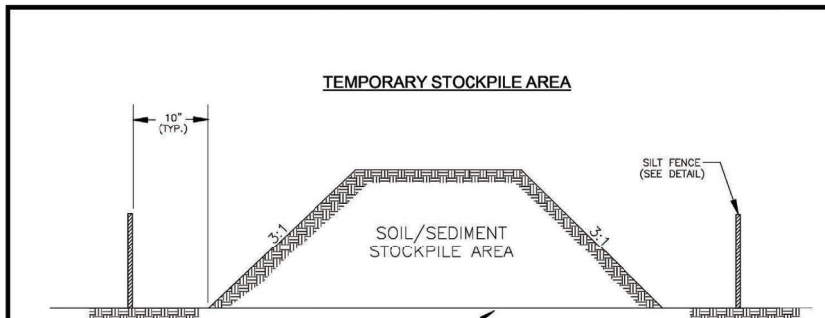 TEMPORARY STOCKPILE AREA
10"
(TYP.)
SILT FENCE
(SEE DETAIL)
3:1
SOIL/SEDIMENT
STOCKPILE AREA
3:1